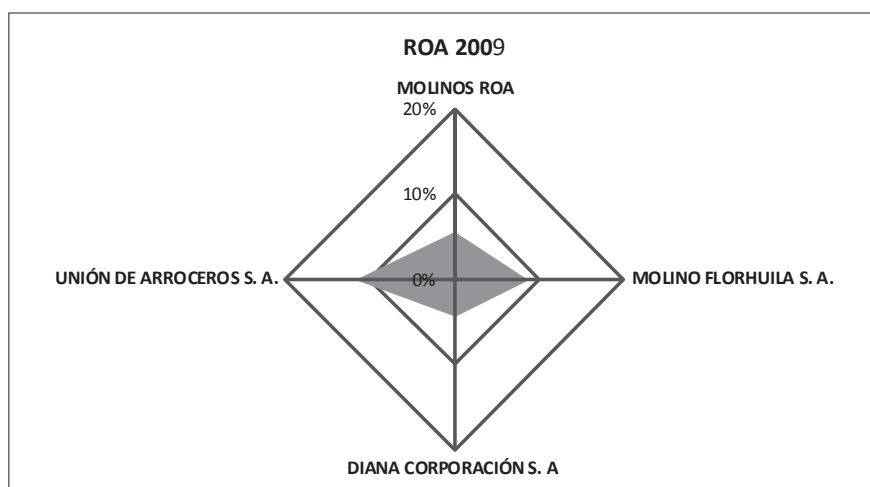 ROA 2009
MOLINOS ROA
20%
10%
UNIÓN DE ARROCEROS S. A.
0%
MOLINO FLORHUILA S. A.
DIANA CORPORACIÓN S. A